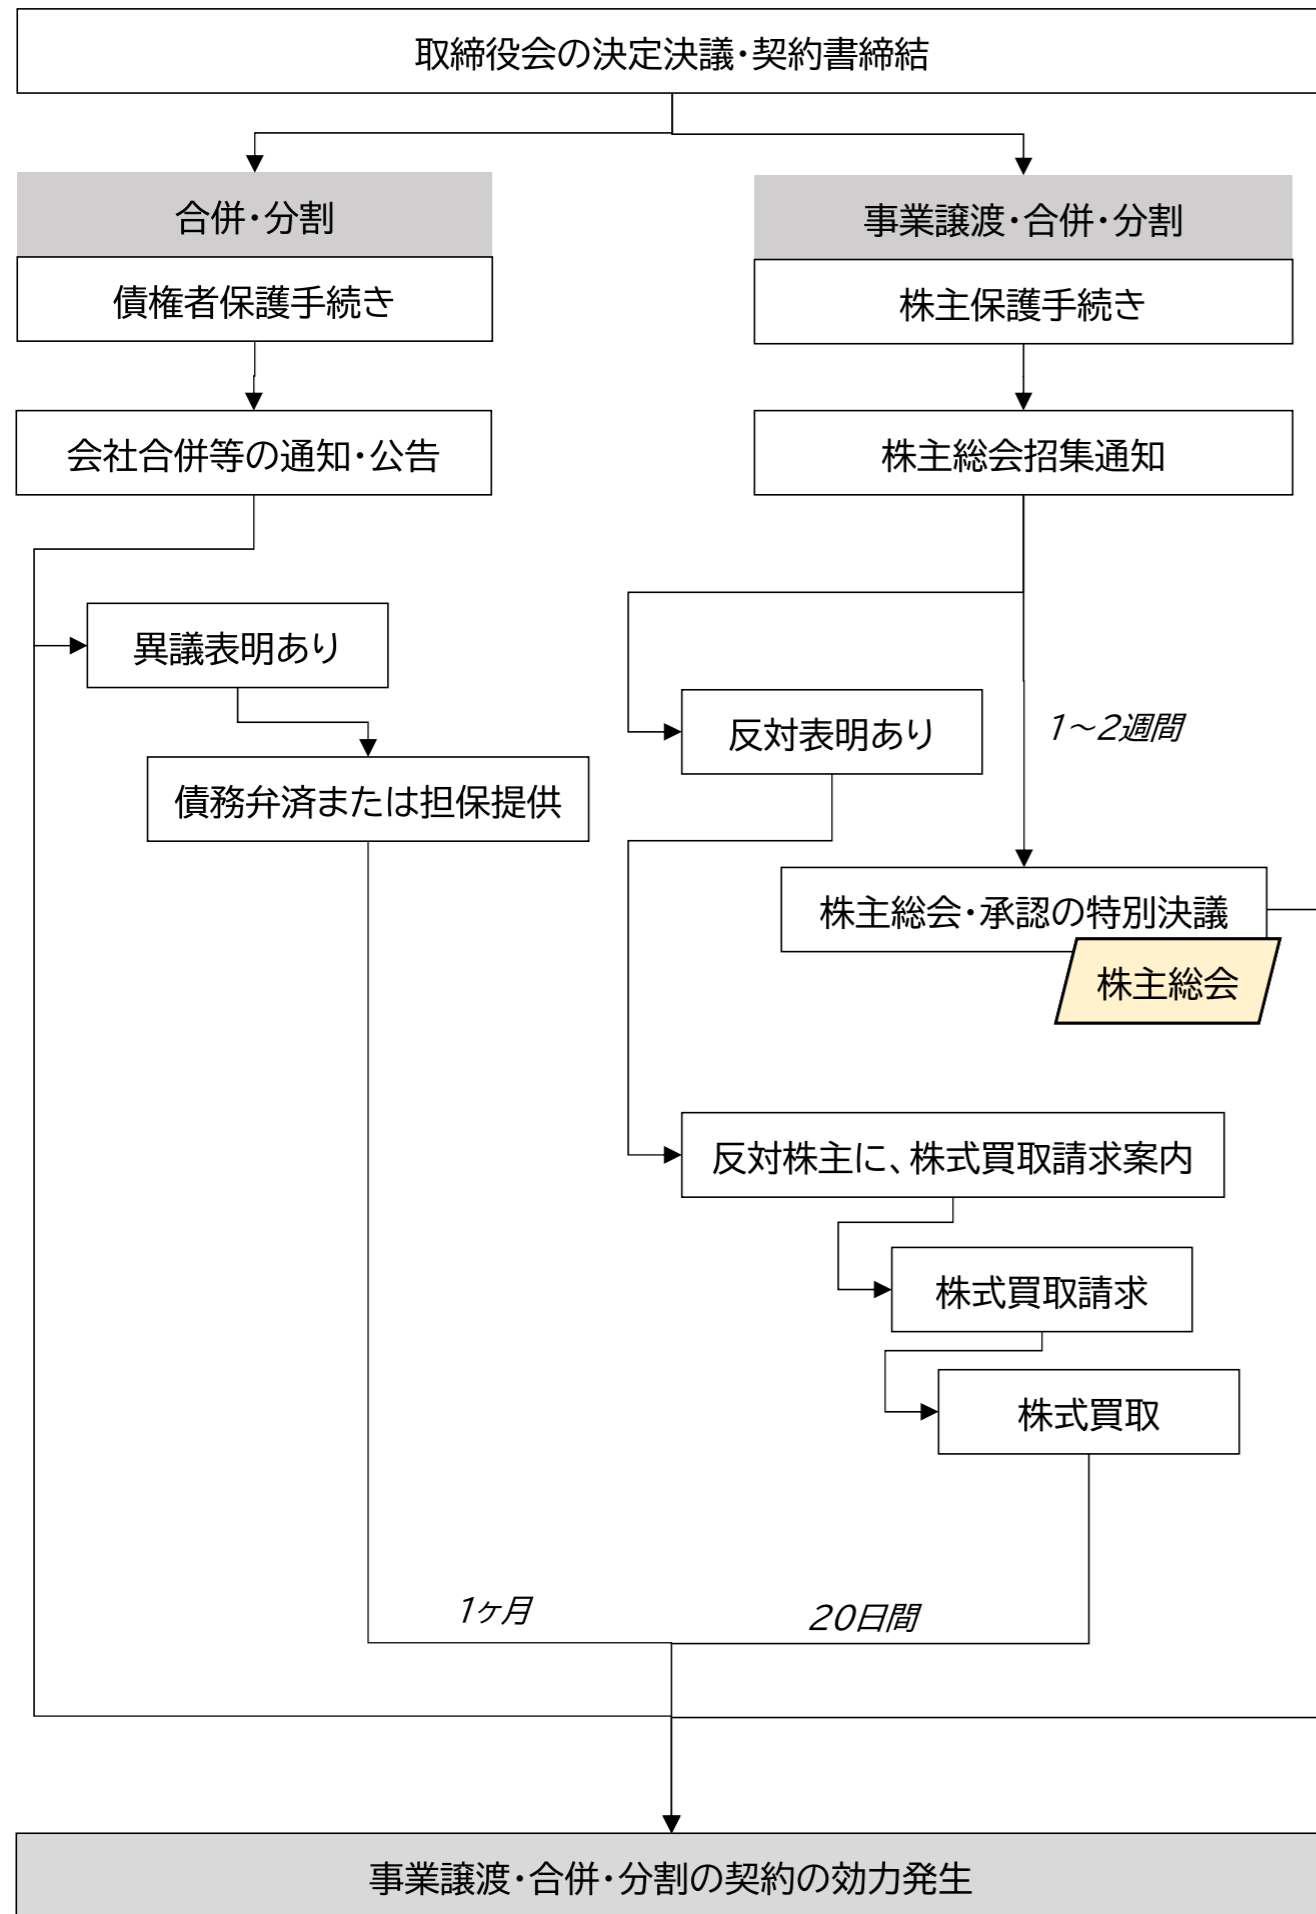 取締役会の決定決議・契約書締結
合併・分割
債権者保護手続き
会社合併等の通知・公告
異議表明あり
債務弁済または担保提供
1ヶ月
事業譲渡・合併・分割
株主保護手続き
株主総会招集通知
反対表明あり
1～2週間
株主総会・承認の特別決議
株主総会
反対株主に、株式買取請求案内
株式買取請求
株式買取
20日間
事業譲渡・合併・分割の契約の効力発生